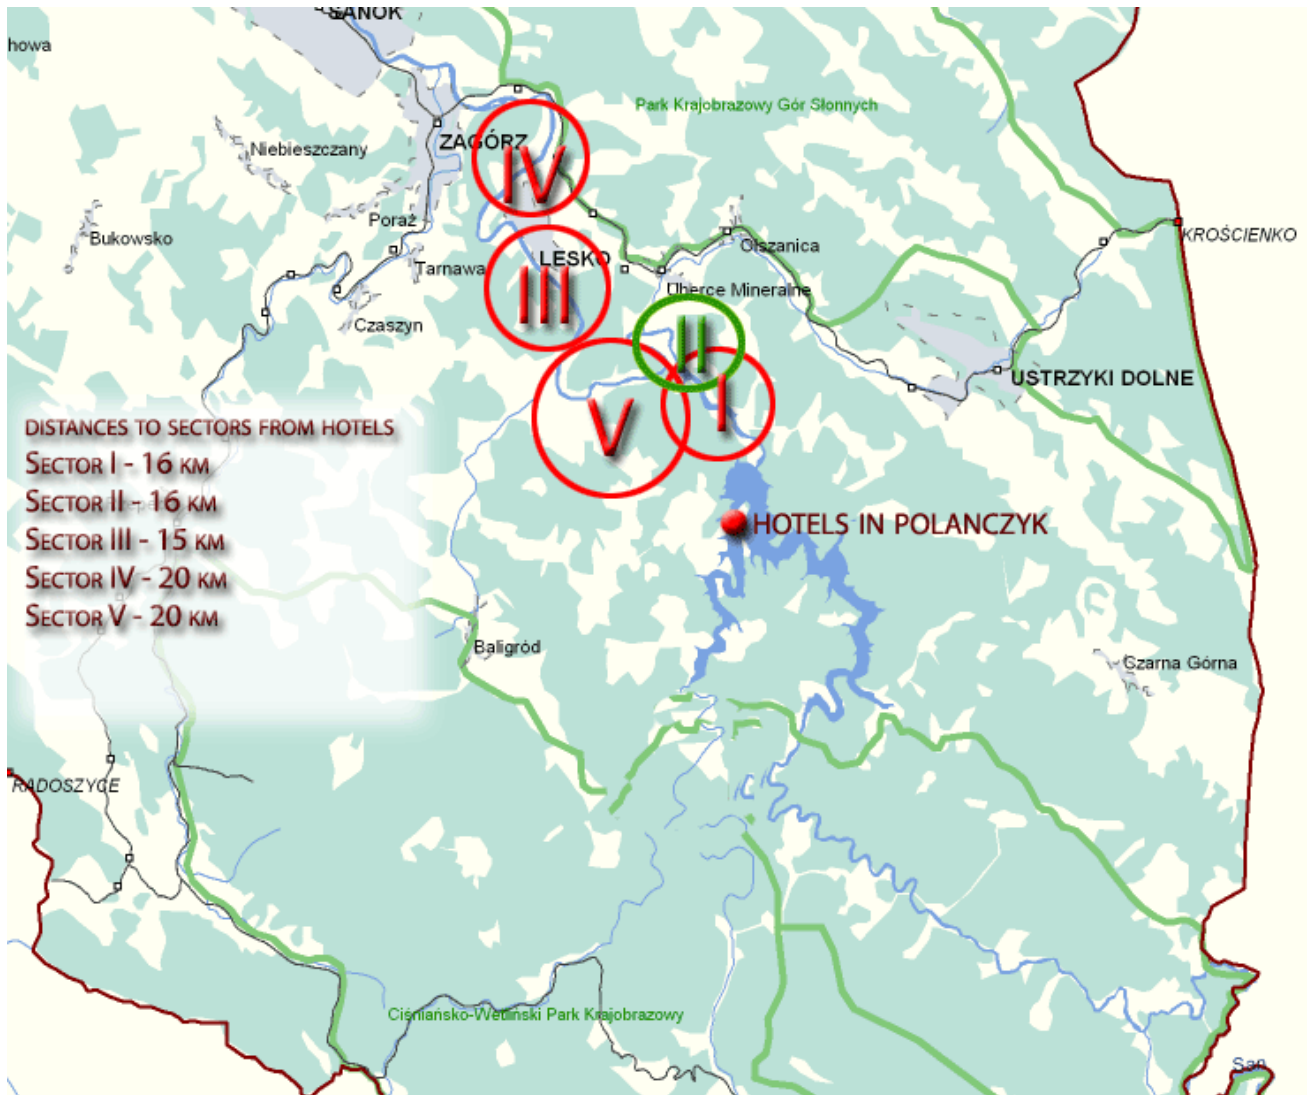 SANOK
howa
Park Krajobrazowy Gór Słonnych
ZAGÓRZ
Niebieszczany
IV
Poraż
Bukowsko
KROŚCIENKO
Olszanica
LESKO
Tarnawa
Uherce Mineralne
III
Czaszyn
II
USTRZYKI DOLNE
I
V
DISTANCES TO SECTORS FROM HOTELS
SECTOR I - 16 KM
SECTOR II - 16 KM
SECTOR III - 15 KM
SECTOR IV - 20 KM
SECTOR V - 20 KM
HOTELS IN POLANCZYK
Baligród
Czarna Górna
RADOSZYCE
Ciśniańsko-Wetliński Park Krajobrazowy
San